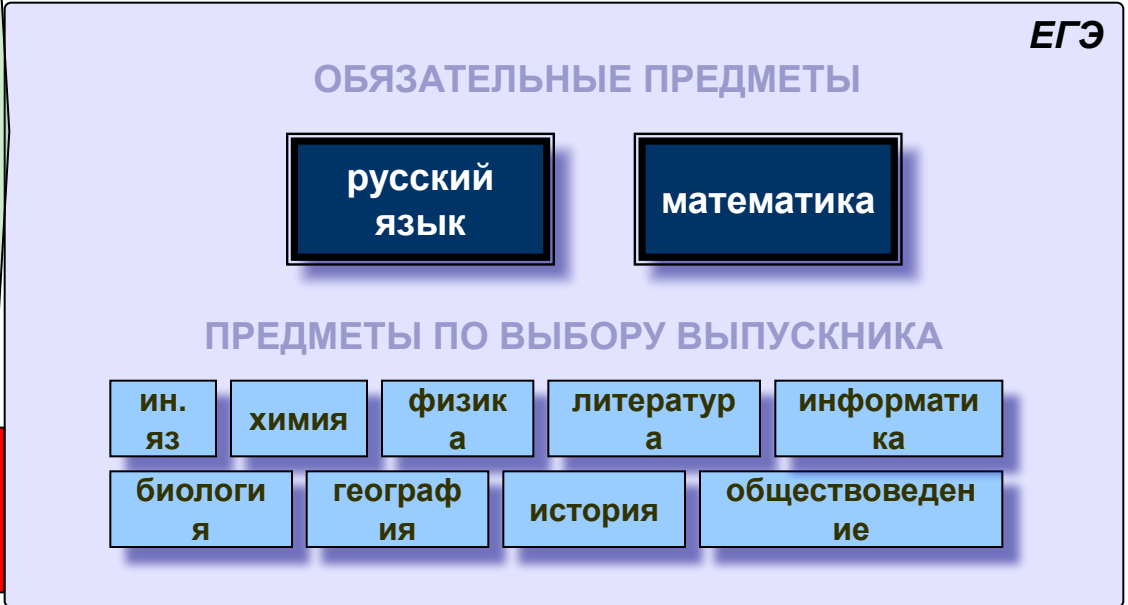 ЕГЭ
ОБЯЗАТЕЛЬНЫЕ ПРЕДМЕТЫ
русский
язык
математика
ПРЕДМЕТЫ ПО ВЫБОРУ ВЫПУСКНИКА
ин.
яз
химия
физик
а
литератур
а
информати
ка
биологи
я
географ
ия
история
обществоведен
ие